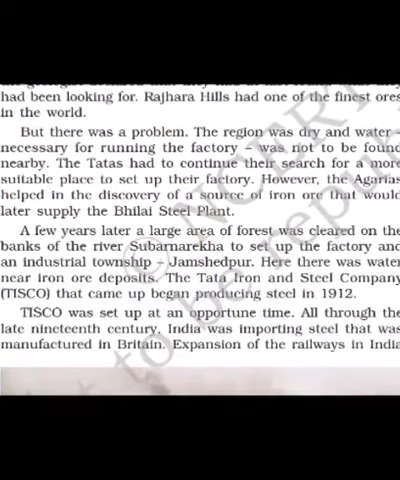 had been looking for. Rajhara Hills had one of the finest ores
in the world.
But there was a problem. The region was dry and water –
necessary for running the factory – was not to be found
nearby. The Tatas had to continue their search for a more
suitable place to set up their factory. However, the Agarias
helped in the discovery of a source of iron ore that would
later supply the Bhilai Steel Plant.
A few years later a large area of forest was cleared on the
banks of the river Subarnarekha to set up the factory and
an industrial township – Jamshedpur. Here there was water
near iron ore deposits. The Tata Iron and Steel Company
(TISCO) that came up began producing steel in 1912.
TISCO was set up at an opportune time. All through the
late nineteenth century, India was importing steel that was
manufactured in Britain. Expansion of the railways in India
© NCERT
to be repu